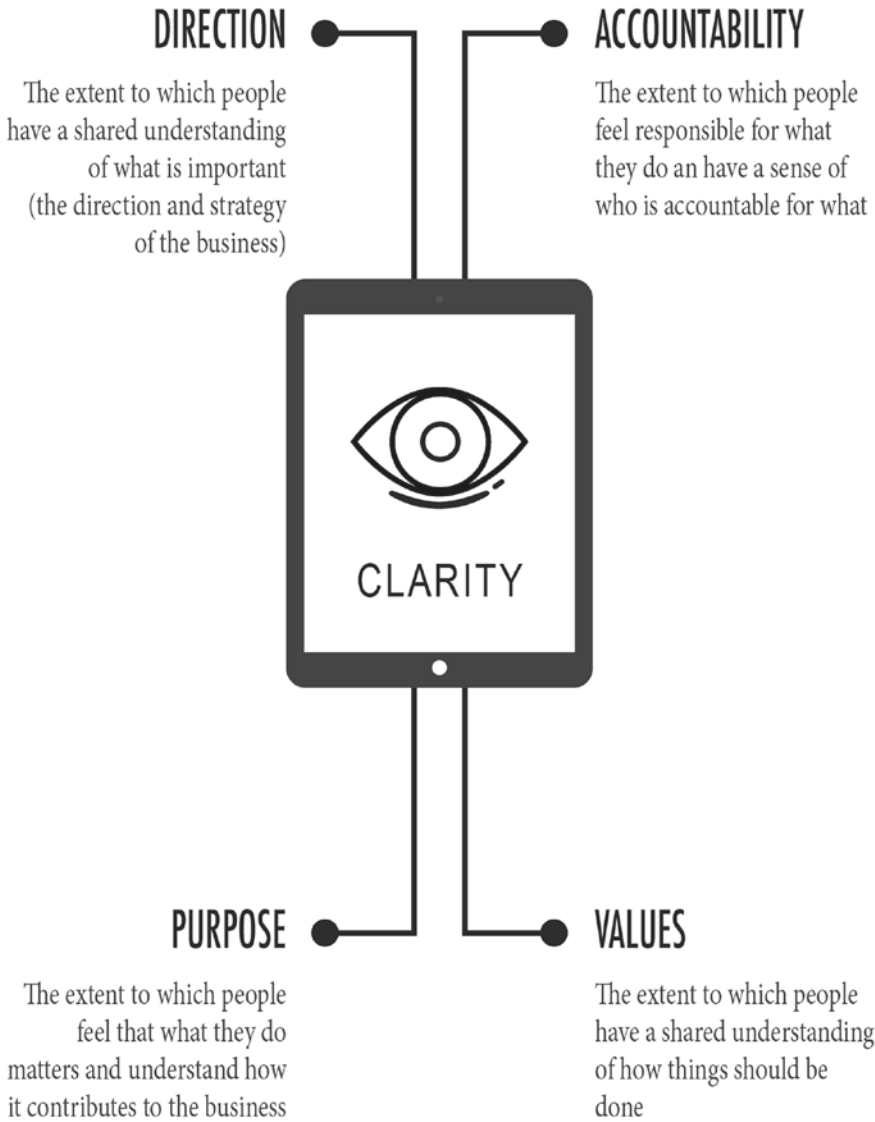 DIRECTION
The extent to which people
have a shared understanding
of what is important
(the direction and strategy
of the business)
ACCOUNTABILITY
The extent to which people
feel responsible for what
they do an have a sense of
who is accountable for what
CLARITY
PURPOSE
The extent to which people
feel that what they do
matters and understand how
it contributes to the business
VALUES
The extent to which people
have a shared understanding
of how things should be
done